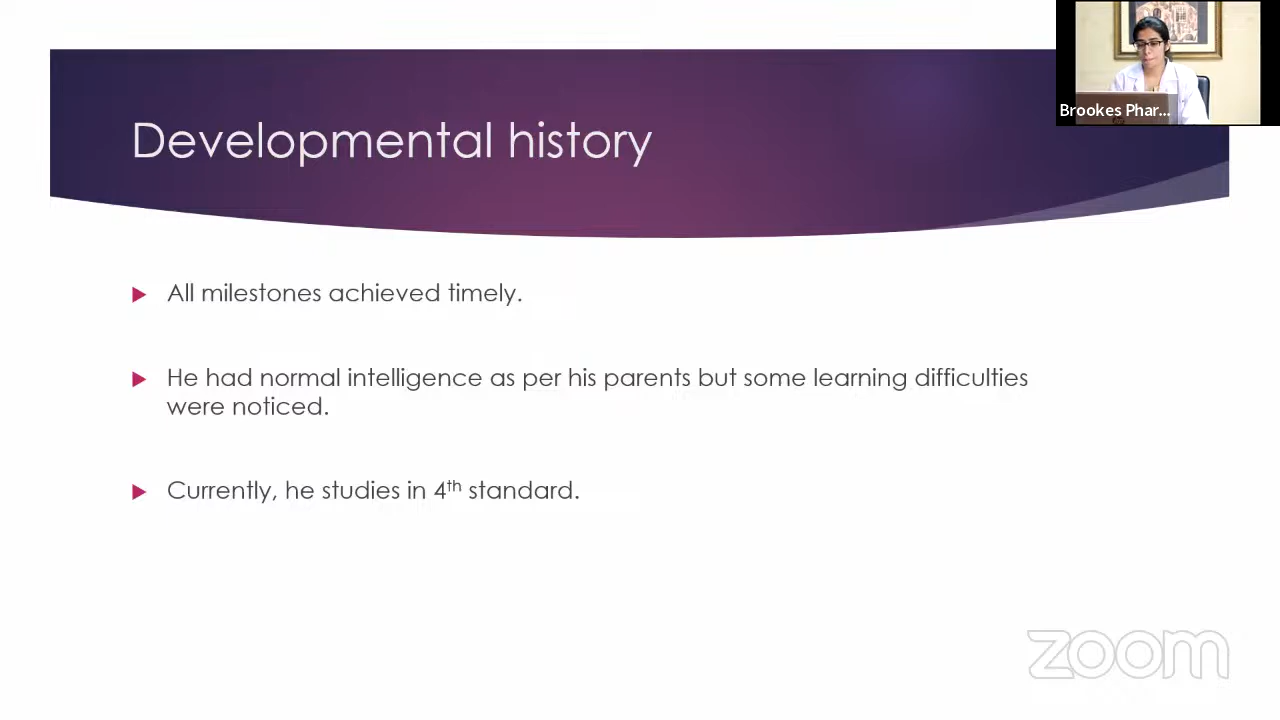 Developmental history
Brookes Phar...
All milestones achieved timely.
He had normal intelligence as per his parents but some learning difficulties
were noticed.
Currently, he studies in 4th standard.
zoom